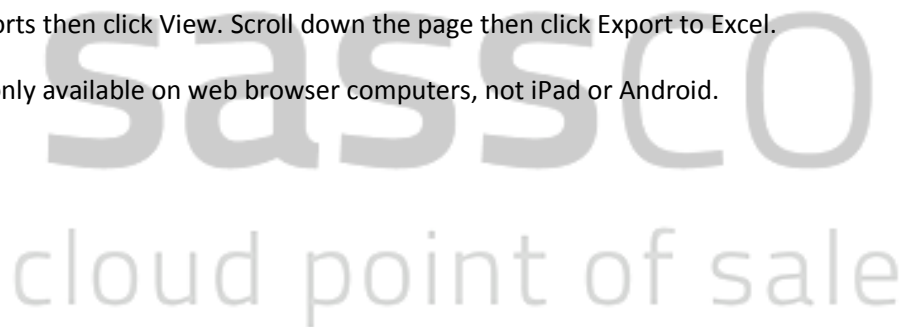 orts then click View. Scroll down the page then click Export to Excel.
only available on web browser computers, not iPad or Android.
sassco
cloud point of sale